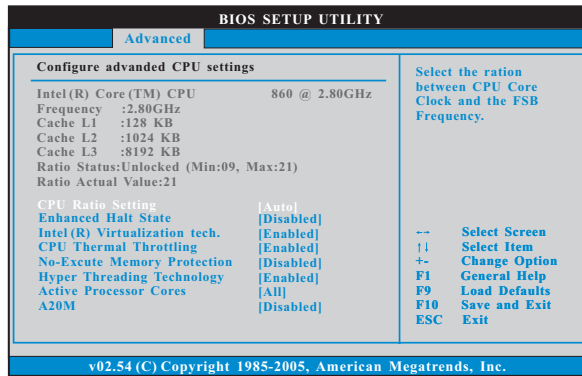 BIOS SETUP UTILITY
Advanced
Configure advanded CPU settings
Intel(R) Core(TM) CPU 860 @ 2.80GHz
Frequency :2.80GHz
Cache L1 :128 KB
Cache L2 :1024 KB
Cache L3 :8192 KB
Ratio Status:Unlocked (Min:09, Max:21)
Ratio Actual Value:21
CPU Ratio Setting [Auto]
Enhanced Halt State [Disabled]
Intel(R) Virtualization tech. [Enabled]
CPU Thermal Throttling [Enabled]
No-Excute Memory Protection [Disabled]
Hyper Threading Technology [Enabled]
Active Processor Cores [All]
A20M [Disabled]
Select the ration
between CPU Core
Clock and the FSB
Frequency.
←→ Select Screen
↑↓ Select Item
+- Change Option
F1 General Help
F9 Load Defaults
F10 Save and Exit
ESC Exit
v02.54 (C) Copyright 1985-2005, American Megatrends, Inc.